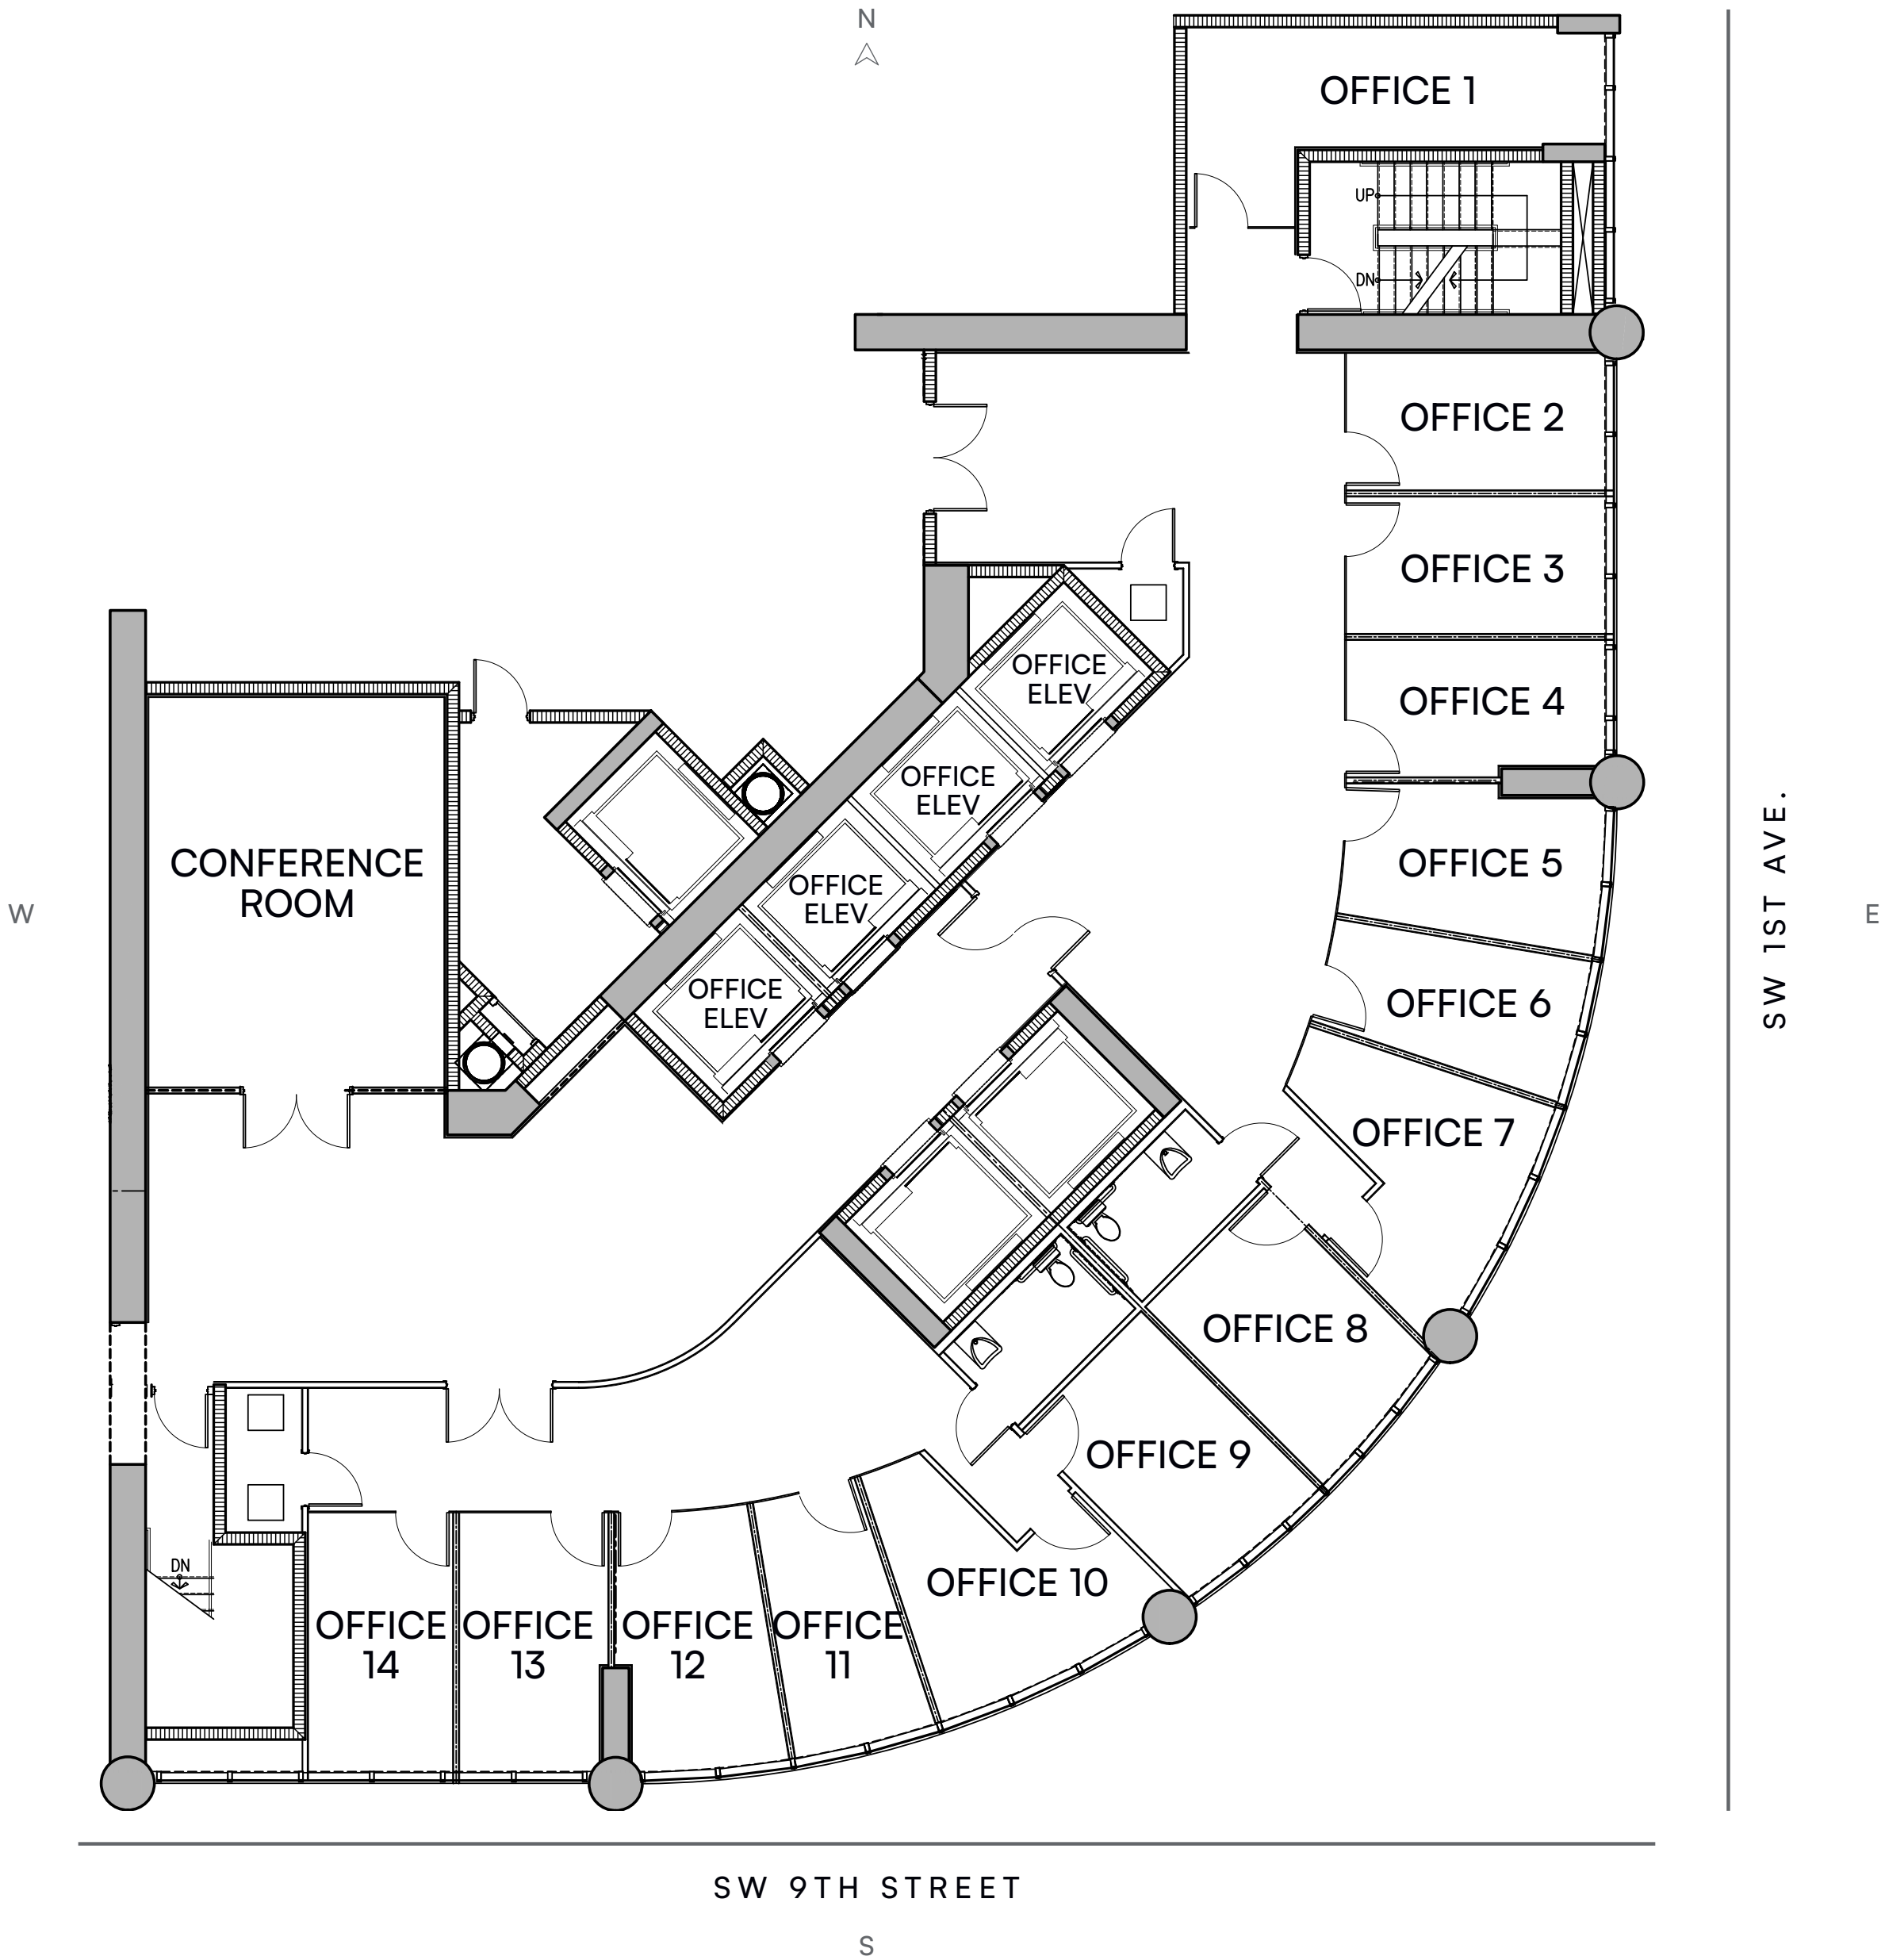 N
OFFICE 1
UP
DN
OFFICE 2
OFFICE 3
OFFICE
ELEV
OFFICE 4
OFFICE
ELEV
CONFERENCE
ROOM
OFFICE 5
OFFICE
ELEV
W
E
SW 1ST AVE.
OFFICE
ELEV
OFFICE 6
OFFICE 7
OFFICE 8
OFFICE 9
DN
OFFICE 10
OFFICE
14
OFFICE
13
OFFICE
12
OFFICE
11
SW 9TH STREET
S